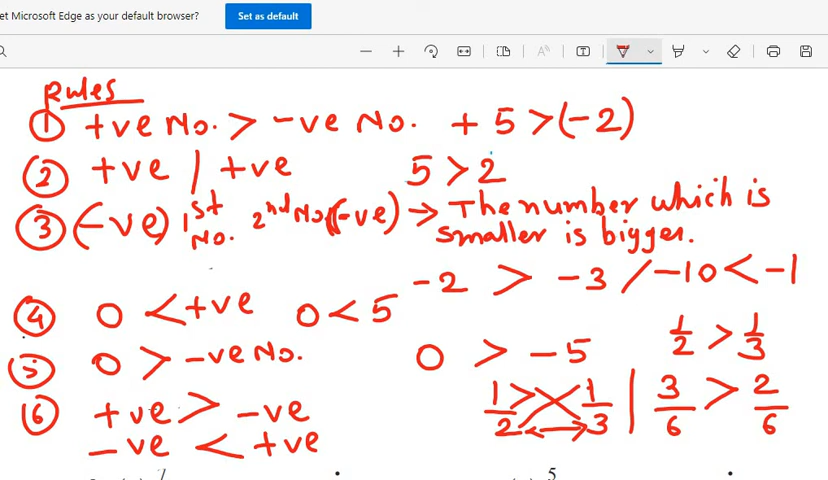 et Microsoft Edge as your default browser? Set as default
Rules
① +ve No. > -ve No. + 5 > (-2)
② +ve | +ve 5 > 2
③ (-ve) 1st No. 2nd No. (-ve) → The number which is
smaller is bigger.
-2 > -3 / -10 < -1
④ 0 < +ve 0 < 5
1/2 > 1/3
⑤ 0 > -ve No. 0 > -5
⑥ +ve > -ve 1/2 > 1/3 | 3/6 > 2/6
-ve < +ve
5